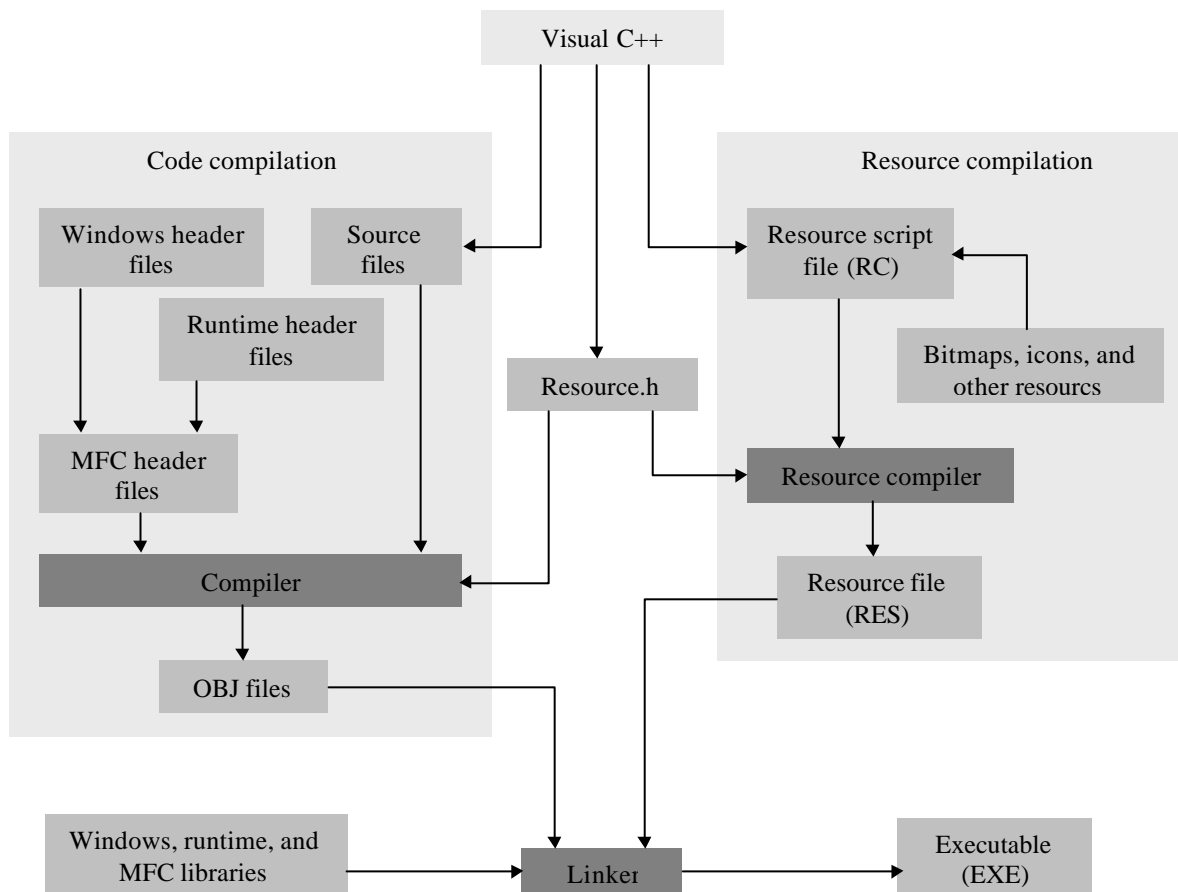 Visual C++
Code compilation
Resource compilation
Windows header
files
Source
files
Resource script
file (RC)
Runtime header
files
Bitmaps, icons, and
other resourcs
Resource.h
MFC header
files
Resource compiler
Compiler
Resource file
(RES)
OBJ files
Windows, runtime, and
MFC libraries
Linker
Executable
(EXE)